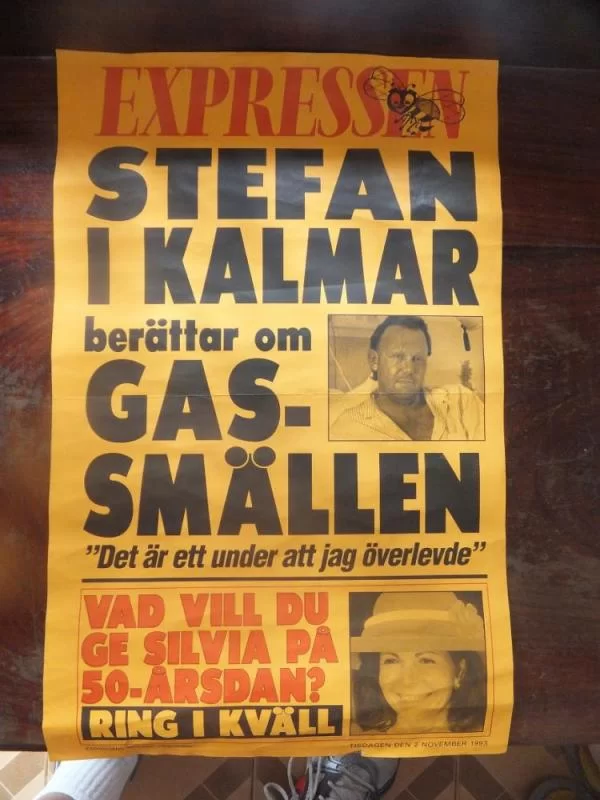 EXPRESSEN
STEFAN
I KALMAR
berättar om
GAS-
SMÄLLEN
"Det är ett under att jag överlevde"
VAD VILL DU
GE SILVIA PÅ
50-ÅRSDAN?
RING I KVÄLL
TISDAGEN DEN 2 NOVEMBER 1993